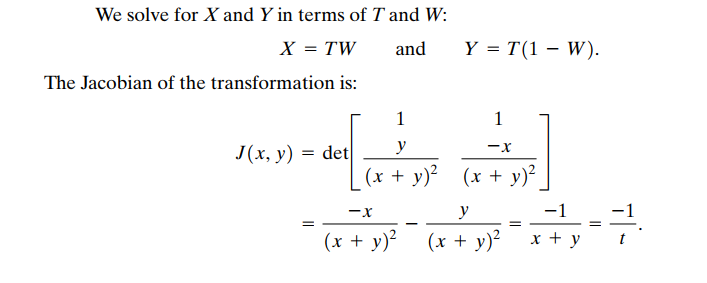 We solve for X and Y in terms of T and W:
X = TW and Y = T(1 − W).
The Jacobian of the transformation is:
J(x, y) = det [ 1 1
y/(x + y)² −x/(x + y)² ]
= −x/(x + y)² − y/(x + y)² = −1/(x + y) = −1/t.